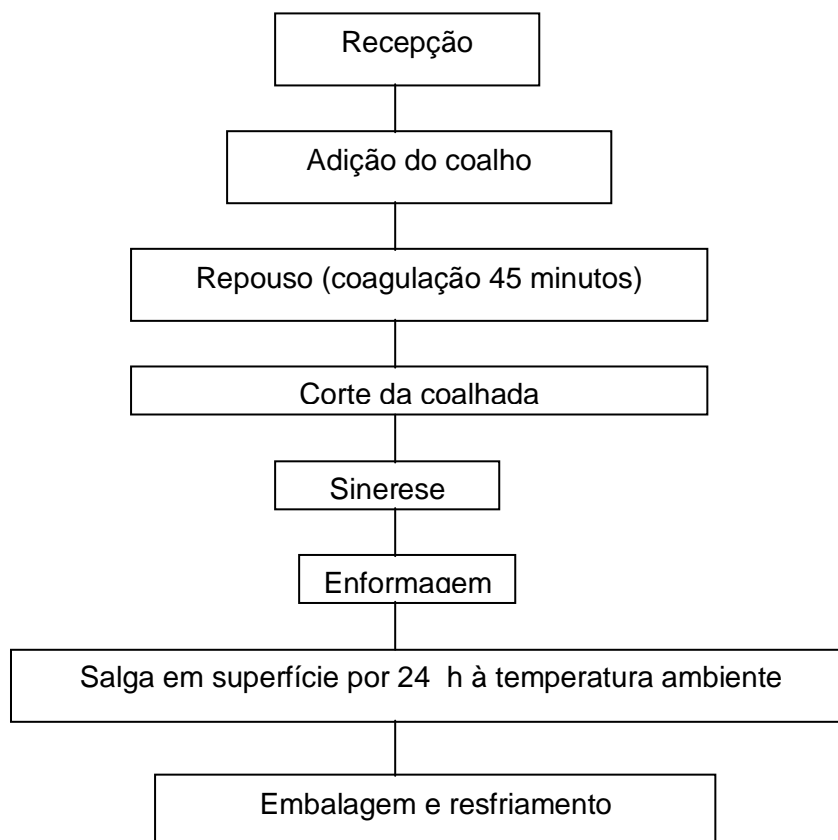 Recepção
Adição do coalho
Repouso (coagulação 45 minutos)
Corte da coalhada
Sinerese
Enformagem
Salga em superfície por 24 h à temperatura ambiente
Embalagem e resfriamento